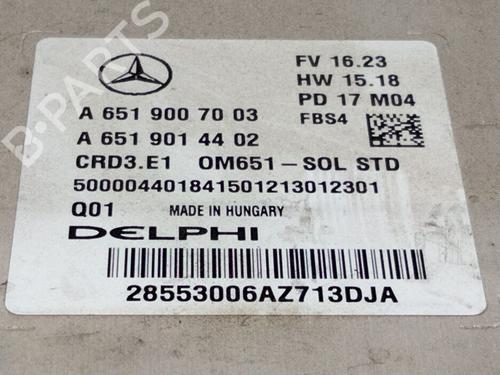 FV 16.23
HW 15.18
PD 17 M04
FBS4
A 651 900 70 03
A 651 901 44 02
CRD3.E1 OM651-SOL STD
500004401841501213012301
Q01 MADE IN HUNGARY
DELPHI
28553006AZ713DJA
B-PARTS